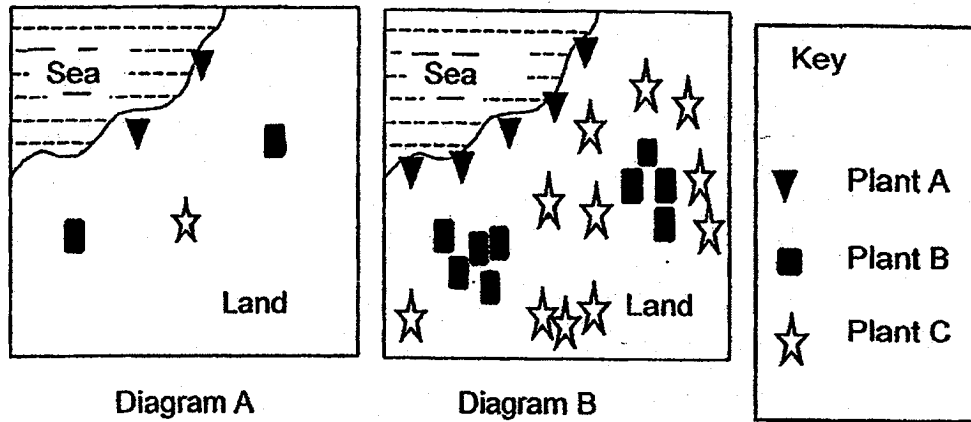 Sea
Land
Diagram A
Sea
Land
Diagram B
Key
Plant A
Plant B
Plant C